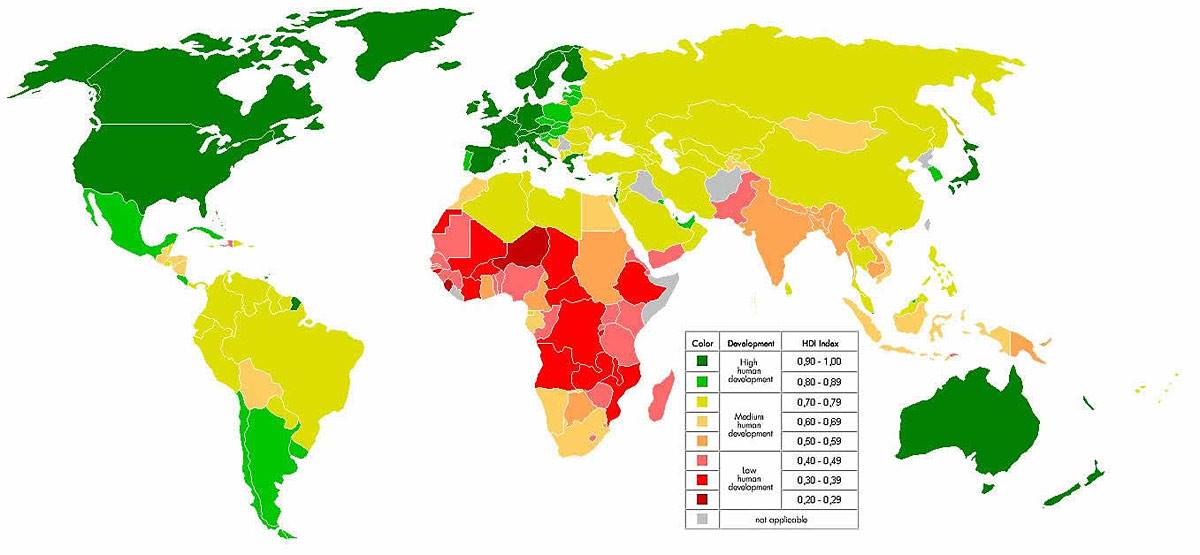 Color Development HDI Index
High
human
development
0,90 - 1,00
0,80 - 0,89
Medium
human
development
0,70 - 0,79
0,60 - 0,69
0,50 - 0,59
Low
human
development
0,40 - 0,49
0,30 - 0,39
0,20 - 0,29
not applicable